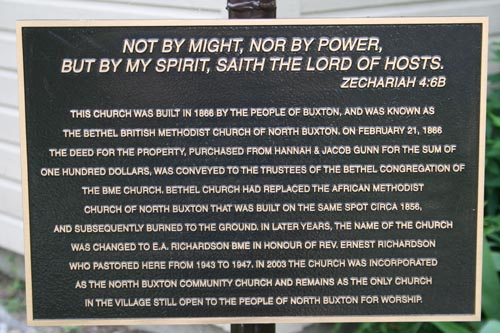 NOT BY MIGHT, NOR BY POWER,
BUT BY MY SPIRIT, SAITH THE LORD OF HOSTS.
ZECHARIAH 4:6B
THIS CHURCH WAS BUILT IN 1866 BY THE PEOPLE OF BUXTON, AND WAS KNOWN AS
THE BETHEL BRITISH METHODIST CHURCH OF NORTH BUXTON. ON FEBRUARY 21, 1866
THE DEED FOR THE PROPERTY, PURCHASED FROM HANNAH & JACOB GUNN FOR THE SUM OF
ONE HUNDRED DOLLARS, WAS CONVEYED TO THE TRUSTEES OF THE BETHEL CONGREGATION OF
THE BME CHURCH. BETHEL CHURCH HAD REPLACED THE AFRICAN METHODIST
CHURCH OF NORTH BUXTON THAT WAS BUILT ON THE SAME SPOT CIRCA 1856,
AND SUBSEQUENTLY BURNED TO THE GROUND. IN LATER YEARS, THE NAME OF THE CHURCH
WAS CHANGED TO E.A. RICHARDSON BME IN HONOUR OF REV. ERNEST RICHARDSON
WHO PASTORED HERE FROM 1943 TO 1947. IN 2003 THE CHURCH WAS INCORPORATED
AS THE NORTH BUXTON COMMUNITY CHURCH AND REMAINS AS THE ONLY CHURCH
IN THE VILLAGE STILL OPEN TO THE PEOPLE OF NORTH BUXTON FOR WORSHIP.